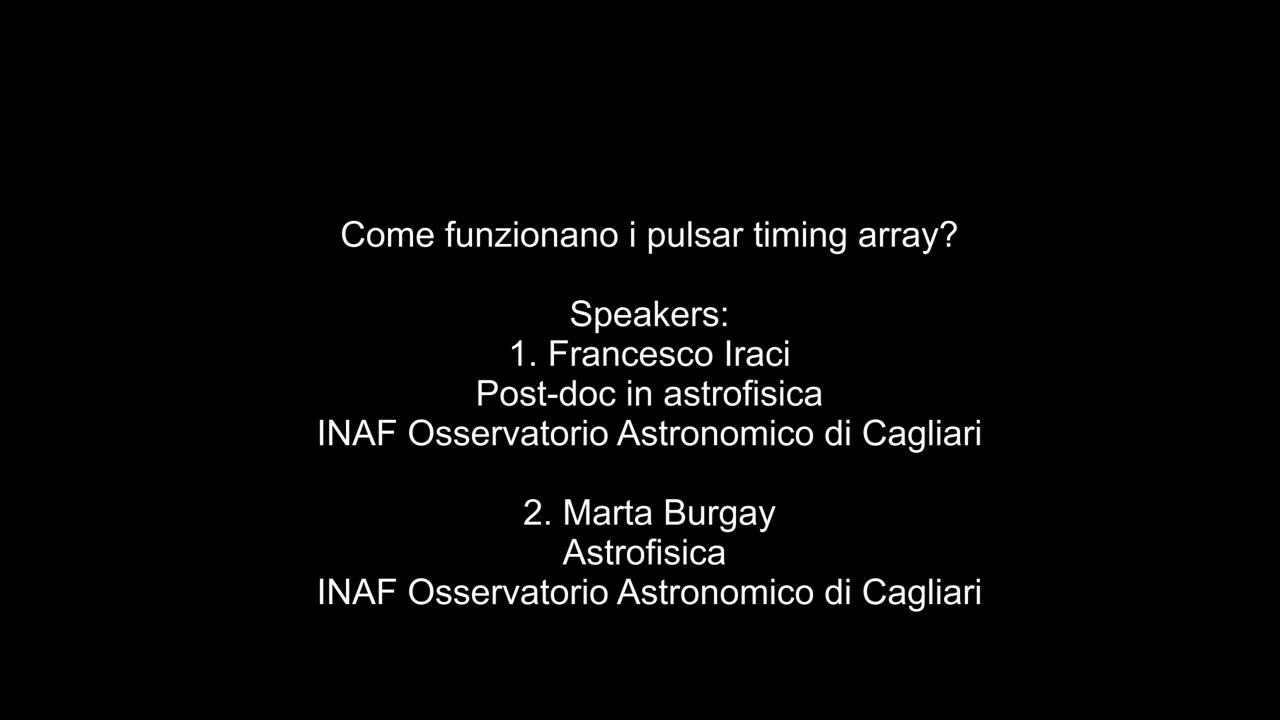 Come funzionano i pulsar timing array?
Speakers:
1. Francesco Iraci
Post-doc in astrofisica
INAF Osservatorio Astronomico di Cagliari
2. Marta Burgay
Astrofisica
INAF Osservatorio Astronomico di Cagliari